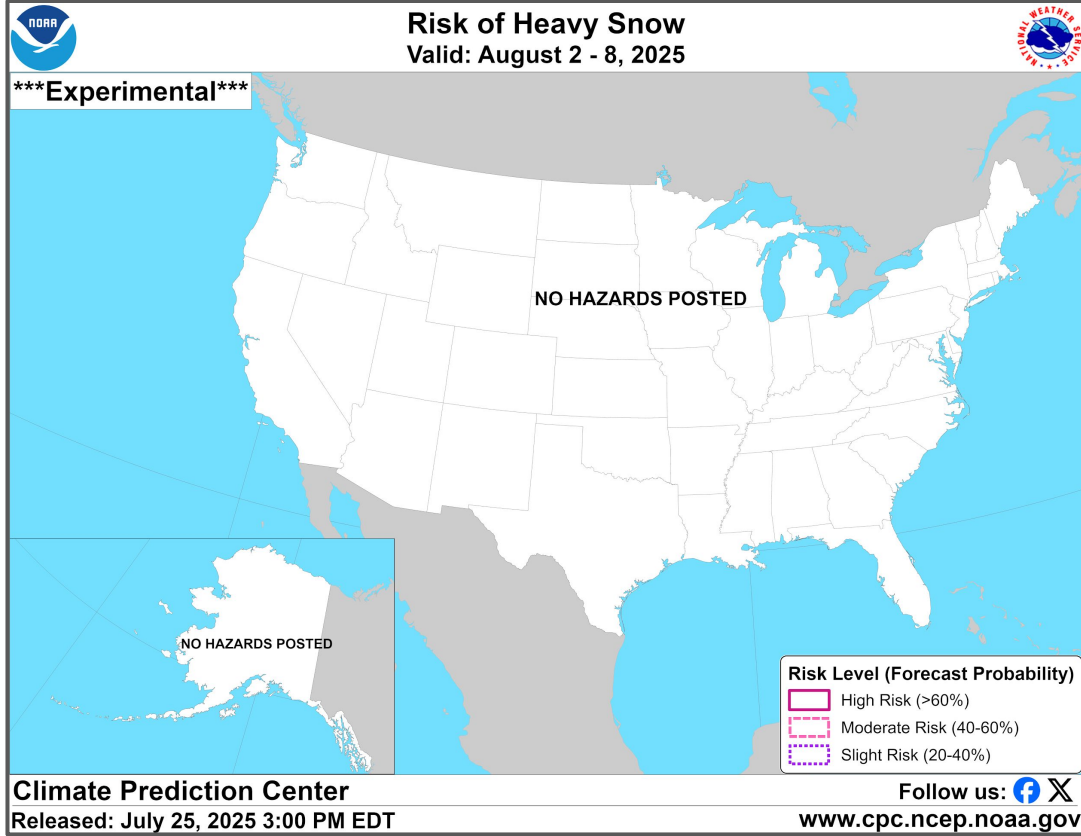 NOAA
Risk of Heavy Snow
Valid: August 2 - 8, 2025
NATIONAL WEATHER SERVICE
***Experimental***
NO HAZARDS POSTED
NO HAZARDS POSTED
Risk Level (Forecast Probability)
High Risk (>60%)
Moderate Risk (40-60%)
Slight Risk (20-40%)
Climate Prediction Center
Follow us:
Released: July 25, 2025 3:00 PM EDT
www.cpc.ncep.noaa.gov